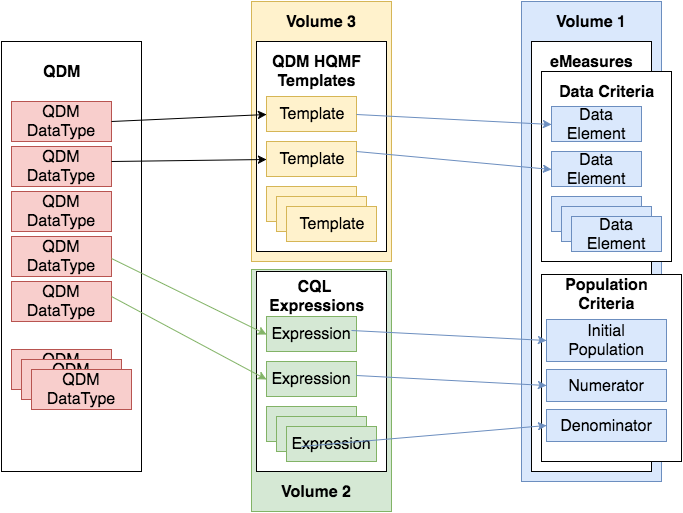 QDM
QDM
DataType
QDM
DataType
QDM
DataType
QDM
DataType
QDM
DataType
QDM
QDM
QDM
DataType
Volume 3
QDM HQMF
Templates
Template
Template
Template
CQL
Expressions
Expression
Expression
Expression
Volume 2
Volume 1
eMeasures
Data Criteria
Data
Element
Data
Element
Data
Element
Population
Criteria
Initial
Population
Numerator
Denominator